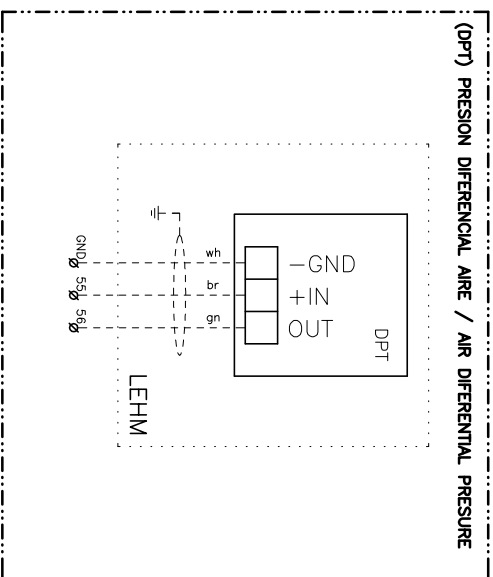 (DPT) PRESION DIFERENCIAL AIRE / AIR DIFERENTIAL PRESURE
DPT
-GND
+IN
OUT
wh
br
gn
GND
55
56
LEHM